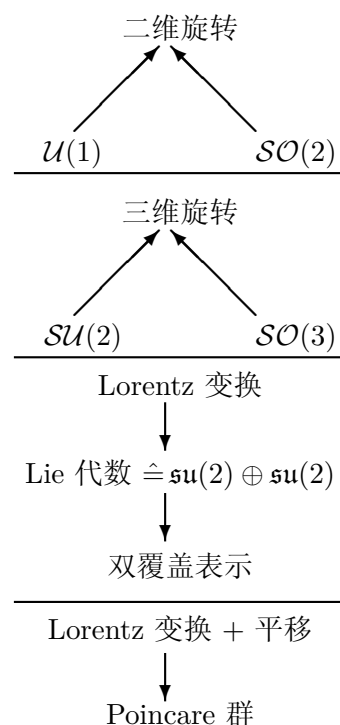 二维旋转
𝒰(1) 𝒮𝒪(2)
三维旋转
𝒮𝒰(2) 𝒮𝒪(3)
Lorentz 变换
Lie 代数 ≙ 𝔰𝔲(2) ⊕ 𝔰𝔲(2)
双覆盖表示
Lorentz 变换 + 平移
Poincare 群